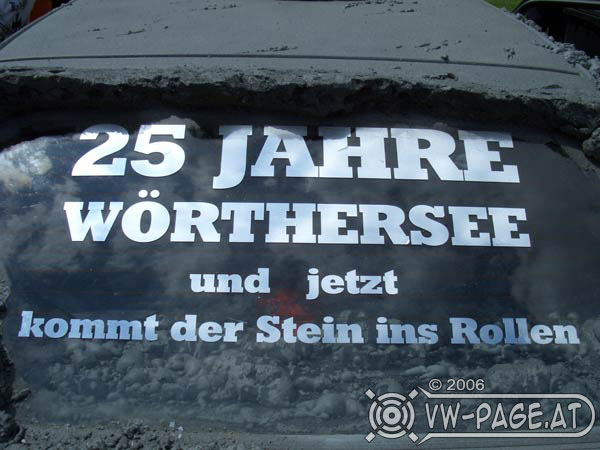 25 JAHRE
WÖRTHERSEE
und jetzt
kommt der Stein ins Rollen
© 2006
VW-PAGE.AT